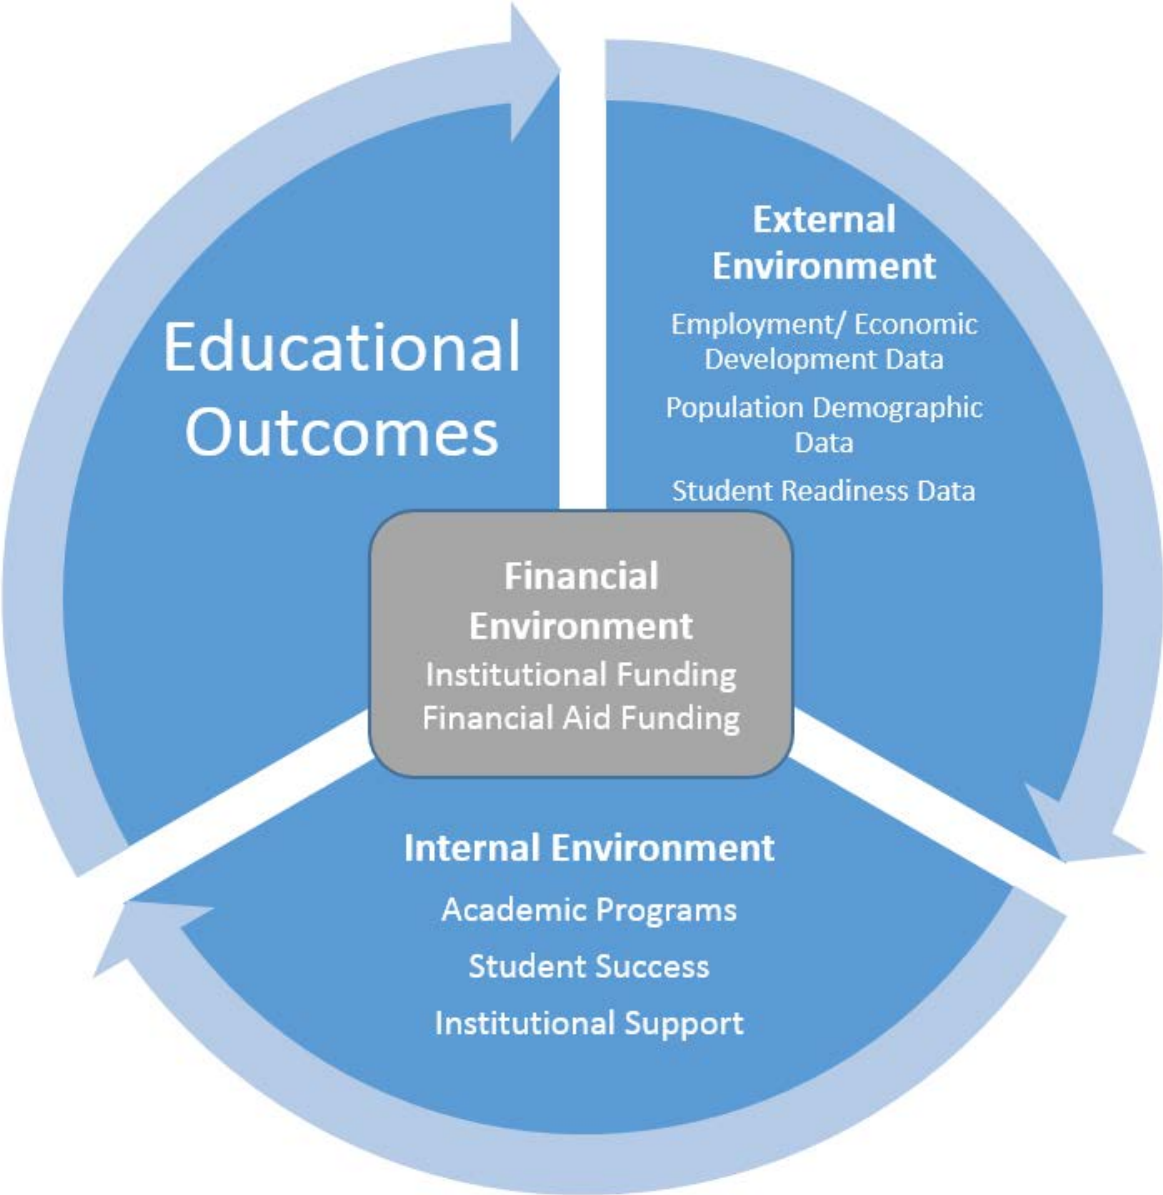 Educational
Outcomes
External
Environment
Employment/ Economic
Development Data
Population Demographic
Data
Student Readiness Data
Financial
Environment
Institutional Funding
Financial Aid Funding
Internal Environment
Academic Programs
Student Success
Institutional Support